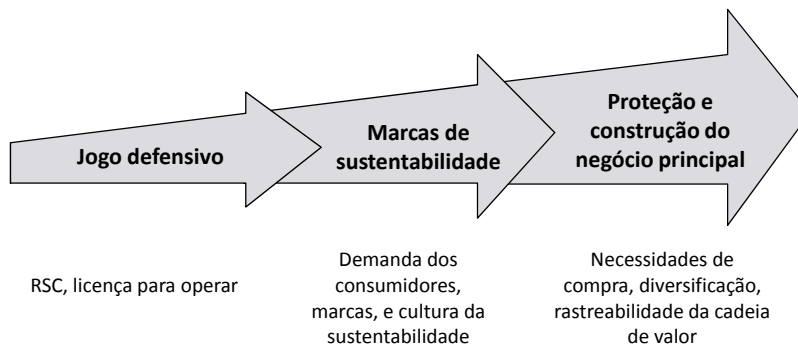 Jogo defensivo
Marcas de
sustentabilidade
Proteção e
construção do
negócio principal
RSC, licença para operar
Demanda dos
consumidores,
marcas, e cultura da
sustentabilidade
Necessidades de
compra, diversificação,
rastreabilidade da cadeia
de valor